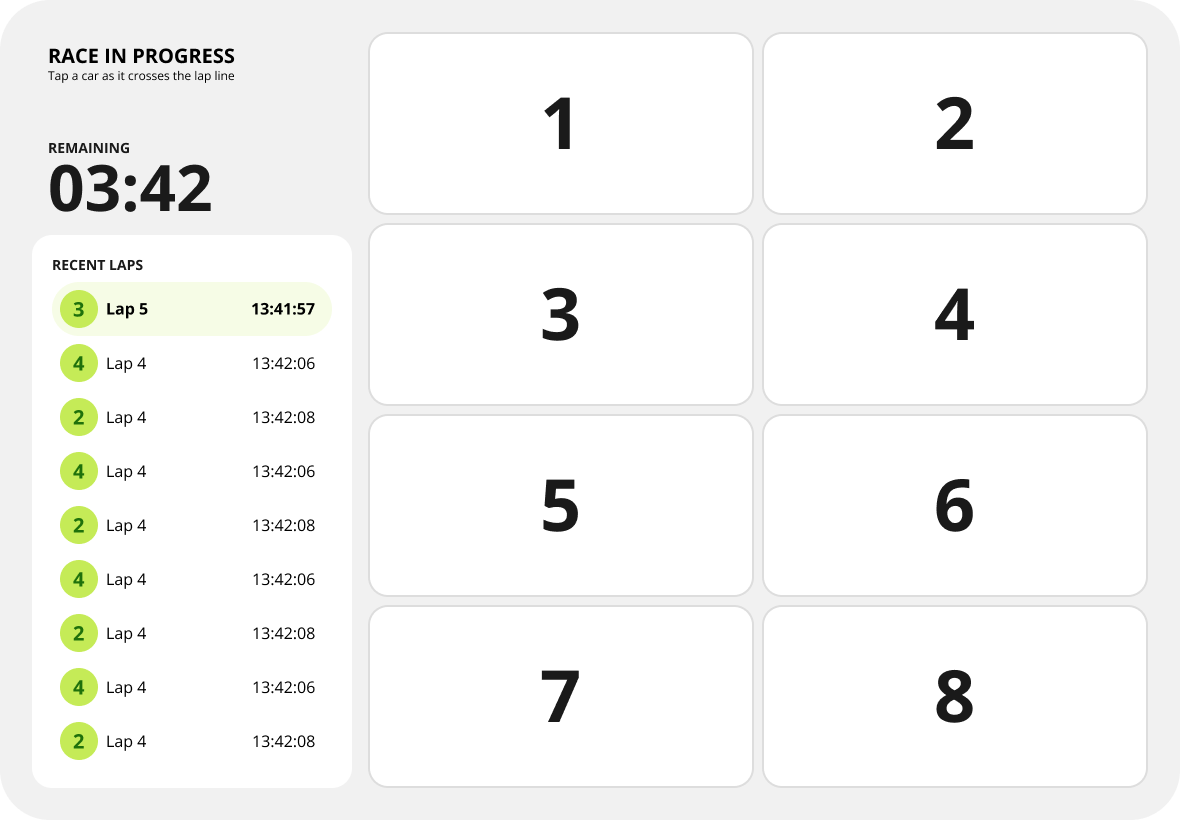 RACE IN PROGRESS
Tap a car as it crosses the lap line
REMAINING
03:42
RECENT LAPS
3 Lap 5 13:41:57
4 Lap 4 13:42:06
2 Lap 4 13:42:08
4 Lap 4 13:42:06
2 Lap 4 13:42:08
4 Lap 4 13:42:06
2 Lap 4 13:42:08
4 Lap 4 13:42:06
2 Lap 4 13:42:08
1
2
3
4
5
6
7
8